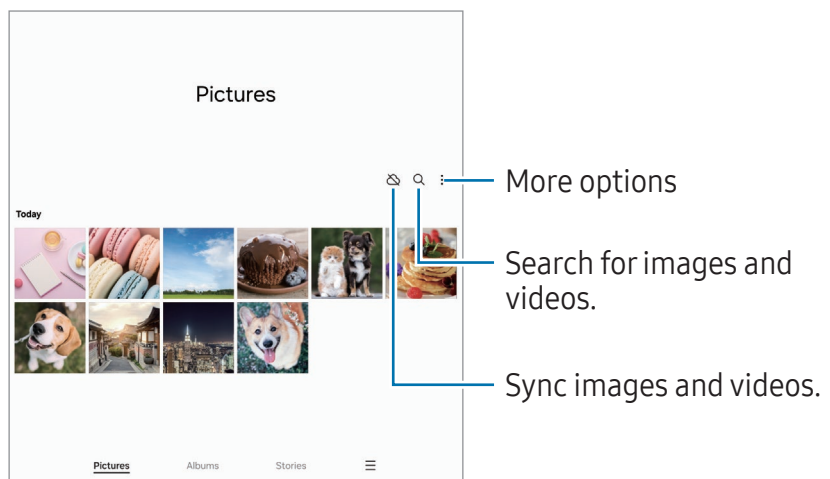 Pictures
More options
Today
Search for images and
videos.
Sync images and videos.
Pictures Albums Stories